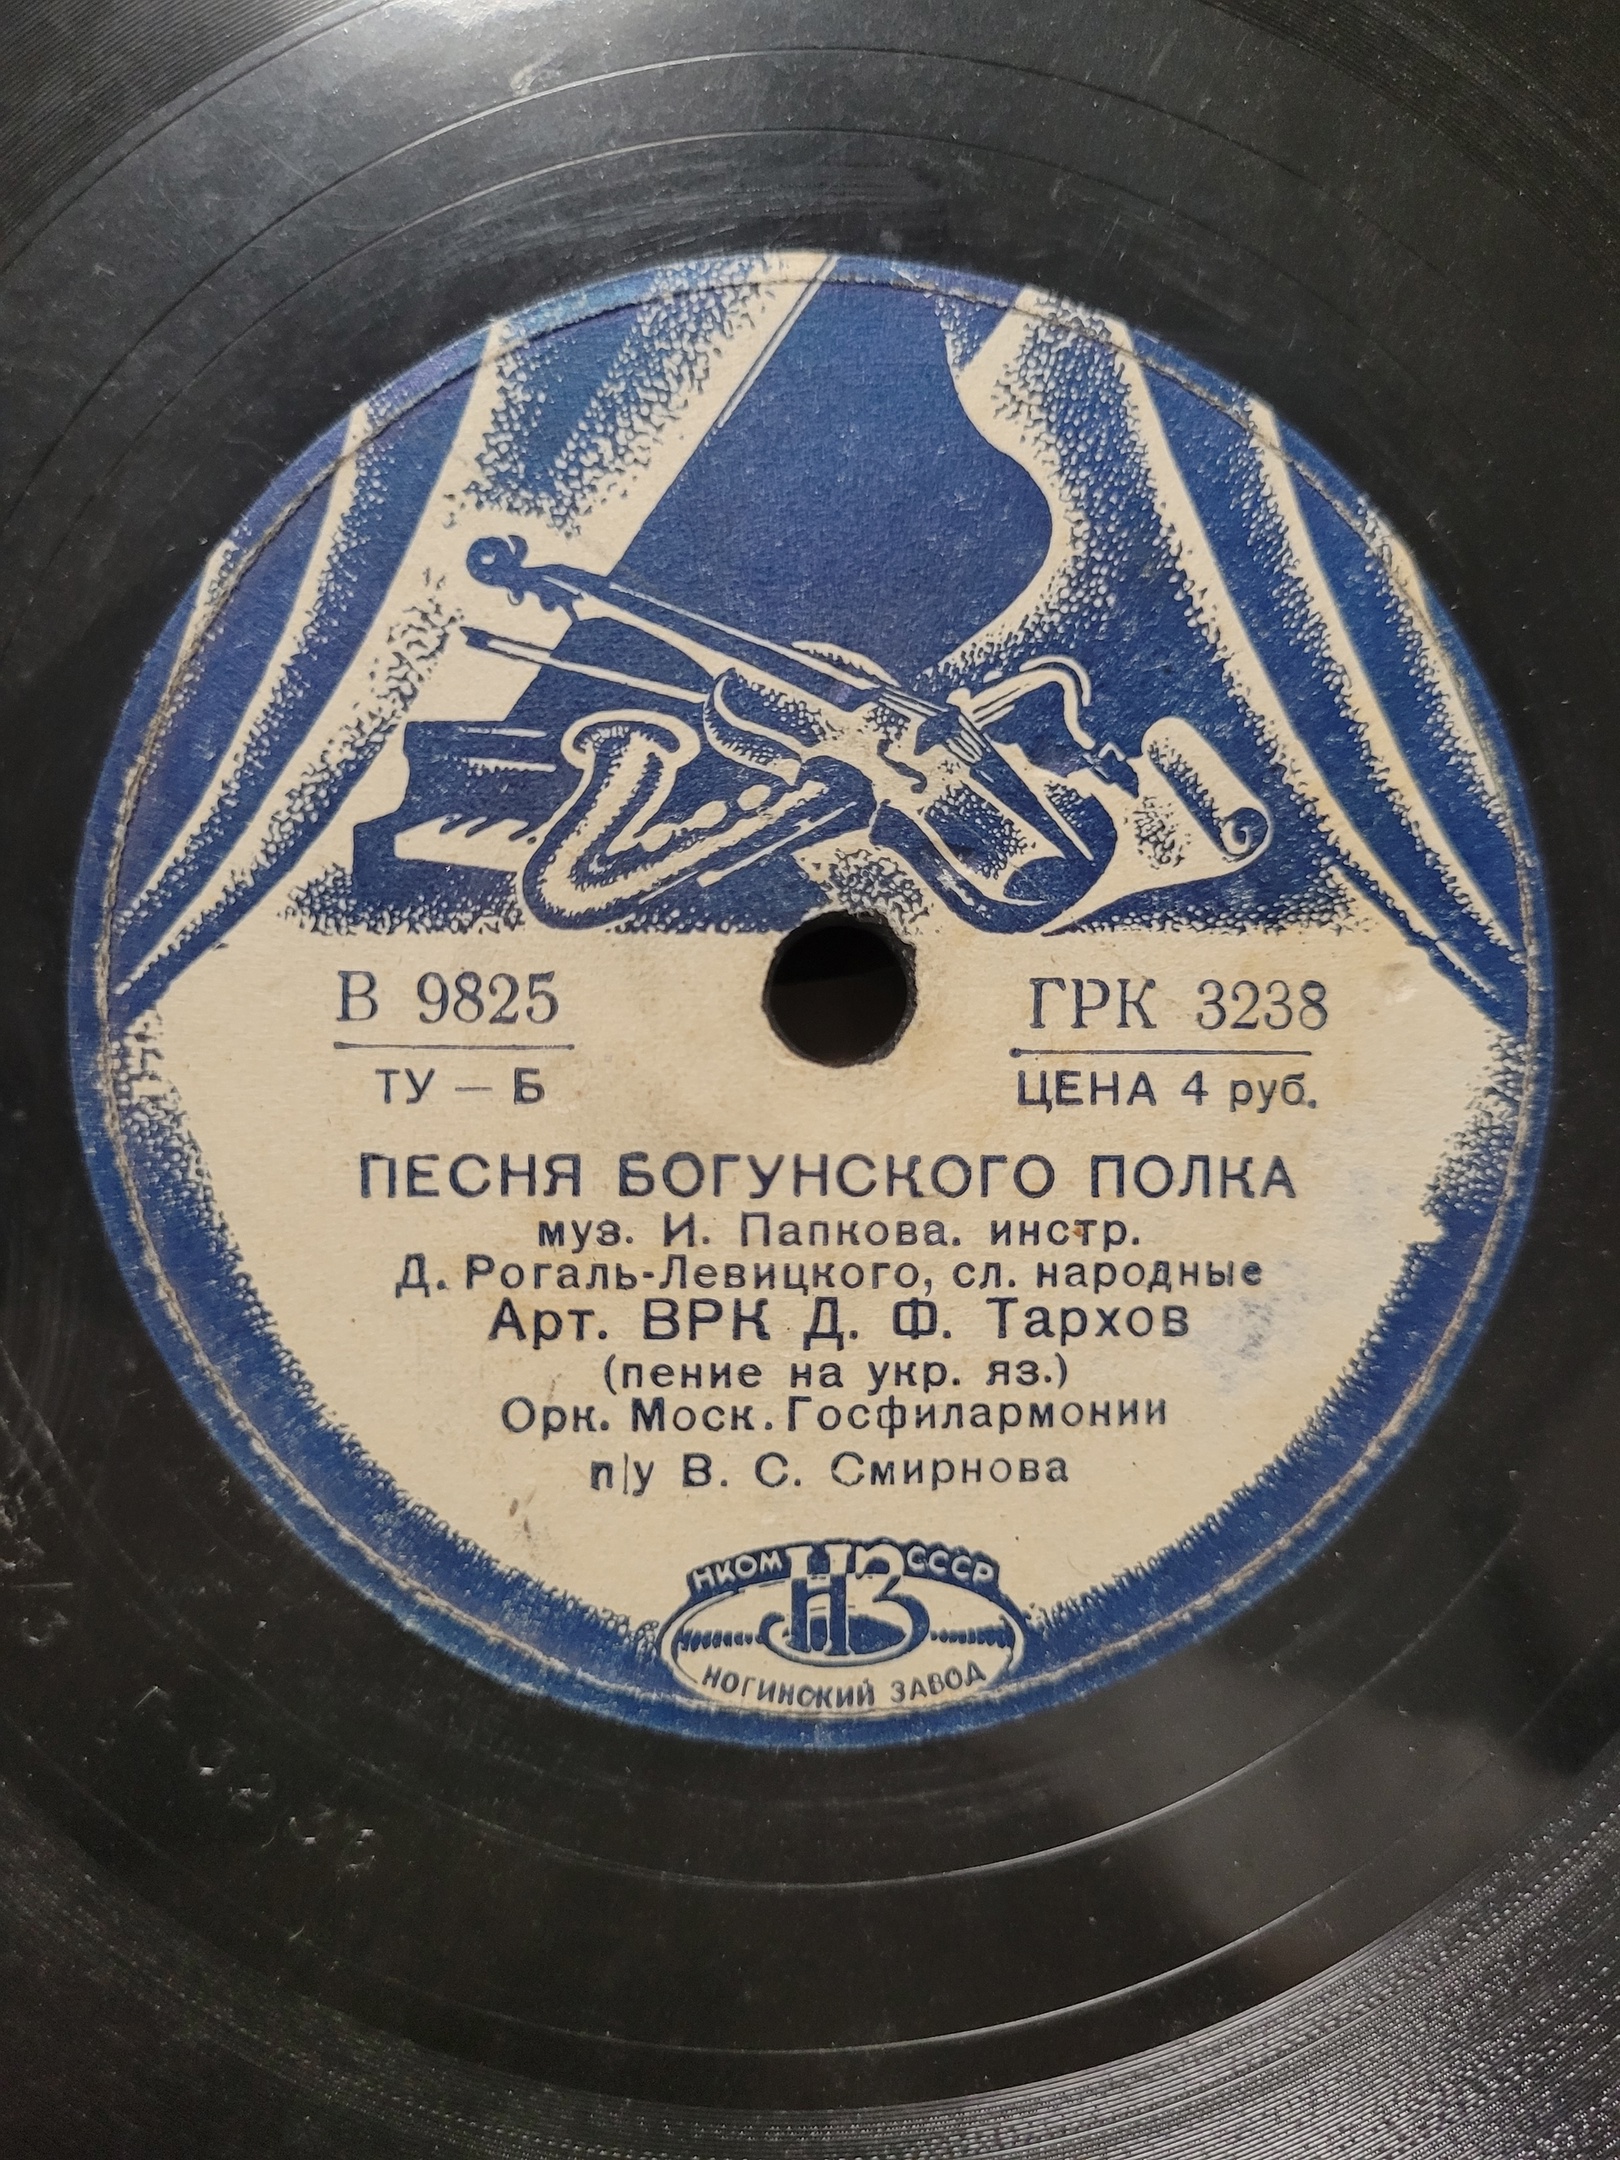 В 9825 ГРК 3238
ТУ — Б ЦЕНА 4 руб.
ПЕСНЯ БОГУНСКОГО ПОЛКА
муз. И. Папкова. инстр.
Д. Рогаль-Левицкого, сл. народные
Арт. ВРК Д. Ф. Тархов
(пение на укр. яз.)
Орк. Моск. Госфилармонии
п/у В. С. Смирнова
НКОМ НЗ СССР
НОГИНСКИЙ ЗАВОД